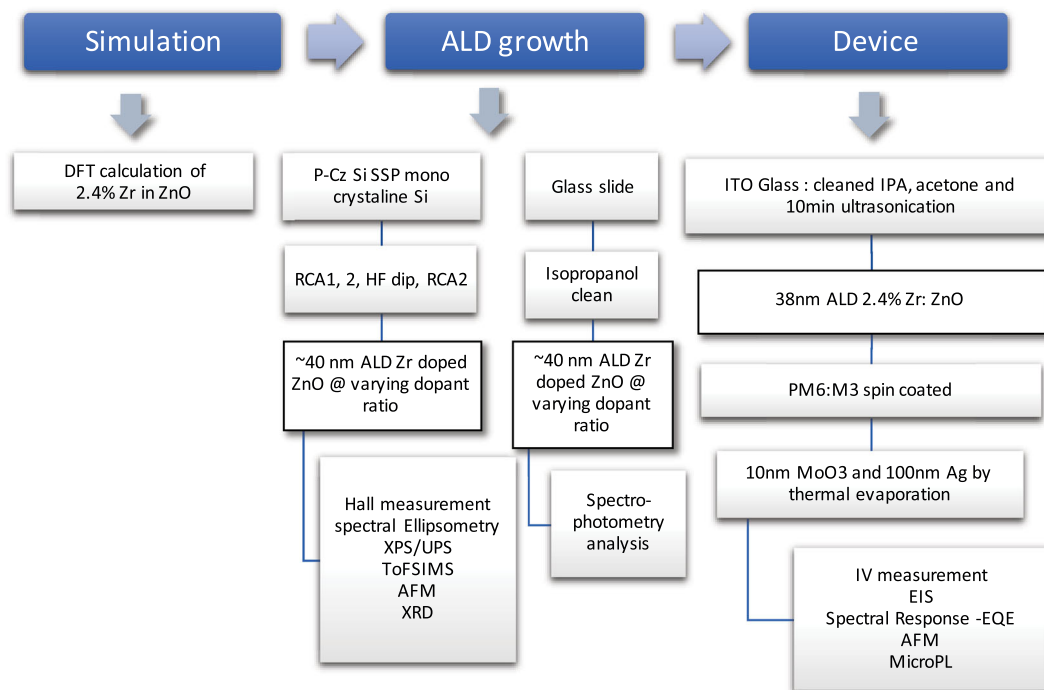 Simulation
ALD growth
Device
DFT calculation of
2.4% Zr in ZnO
P-Cz Si SSP mono
crystaline Si
RCA1, 2, HF dip, RCA2
~40 nm ALD Zr doped
ZnO @ varying dopant
ratio
Hall measurement
spectral Ellipsometry
XPS/UPS
ToFSIMS
AFM
XRD
Glass slide
Isopropanol
clean
~40 nm ALD Zr
doped ZnO @
varying dopant
ratio
Spectro-
photometry
analysis
ITO Glass : cleaned IPA, acetone and
10min ultrasonication
38nm ALD 2.4% Zr: ZnO
PM6:M3 spin coated
10nm MoO3 and 100nm Ag by
thermal evaporation
IV measurement
EIS
Spectral Response -EQE
AFM
MicroPL